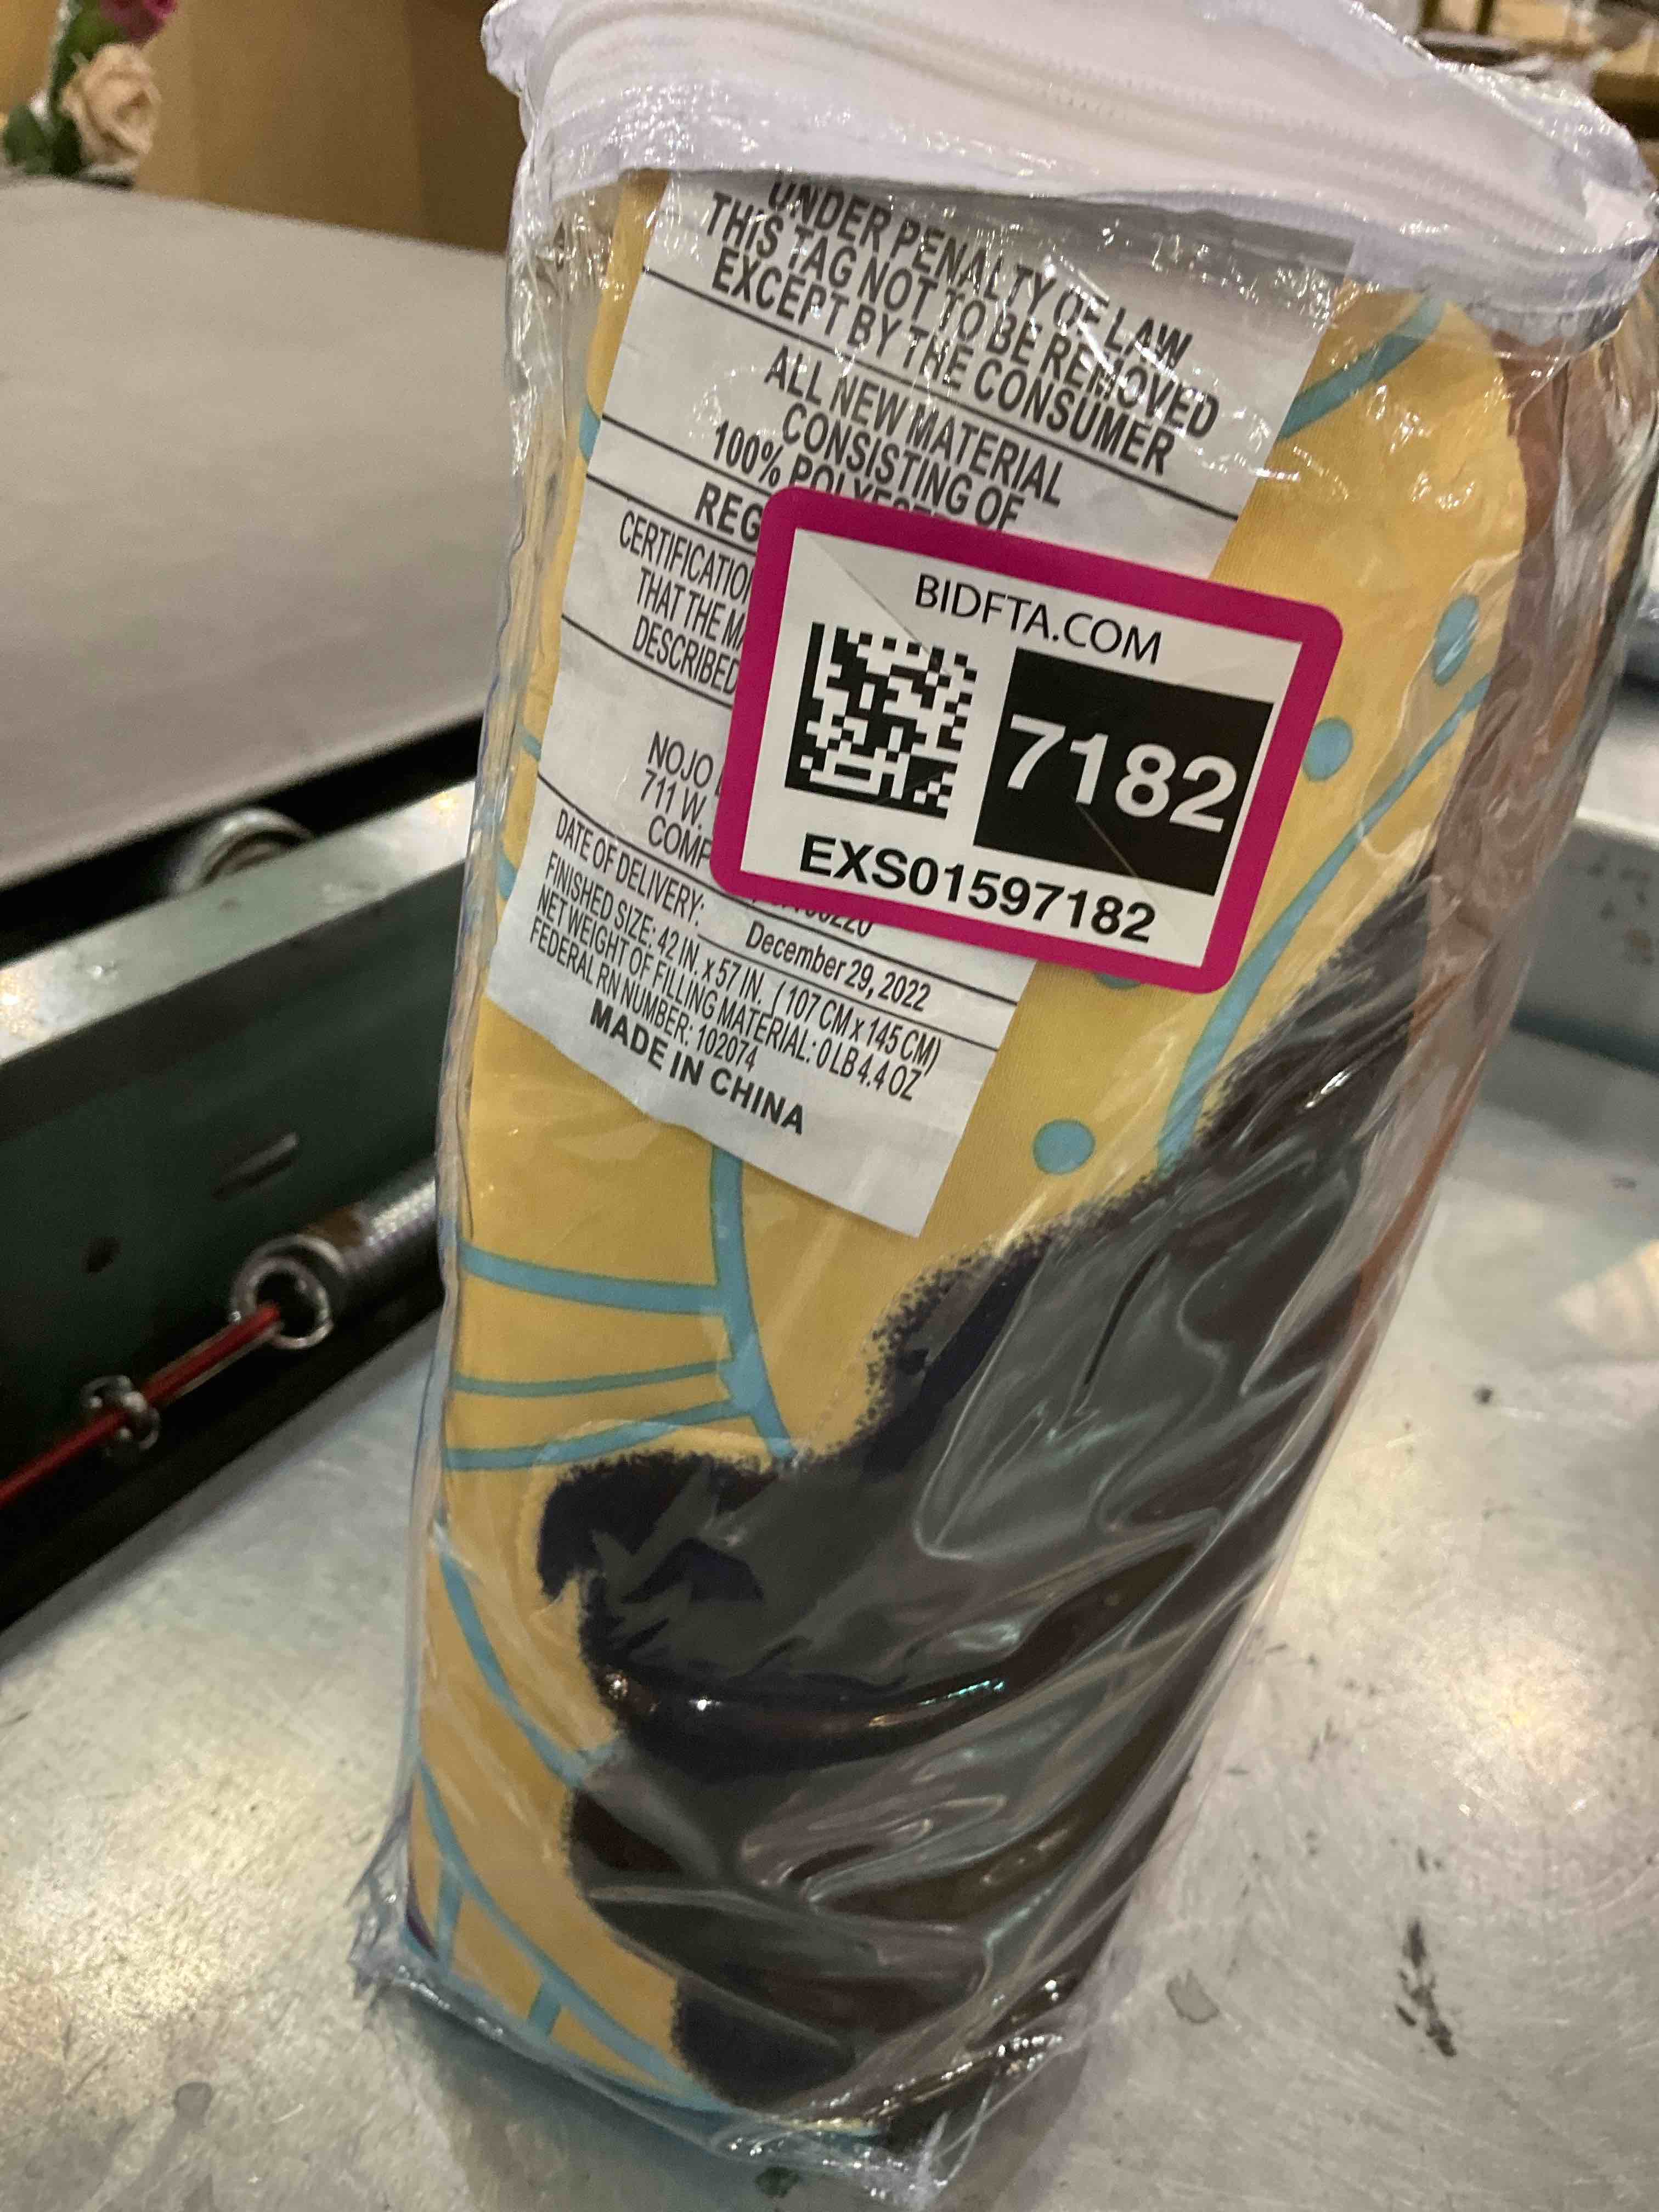 UNDER PENALTY OF LAW
THIS TAG NOT TO BE REMOVED
EXCEPT BY THE CONSUMER
ALL NEW MATERIAL
CONSISTING OF
100%
REG
CERTIFICATION
THAT THE
DESCRIBED
NOJO
711 W.
COMP
DATE OF DELIVERY:
December 29, 2022
FINISHED SIZE: 42 IN. x 57 IN. (107 CM x 145 CM)
NET WEIGHT OF FILLING MATERIAL: 0 LB 4.4 OZ
FEDERAL RN NUMBER: 102074
MADE IN CHINA
BIDFTA.COM
7182
EXS01597182